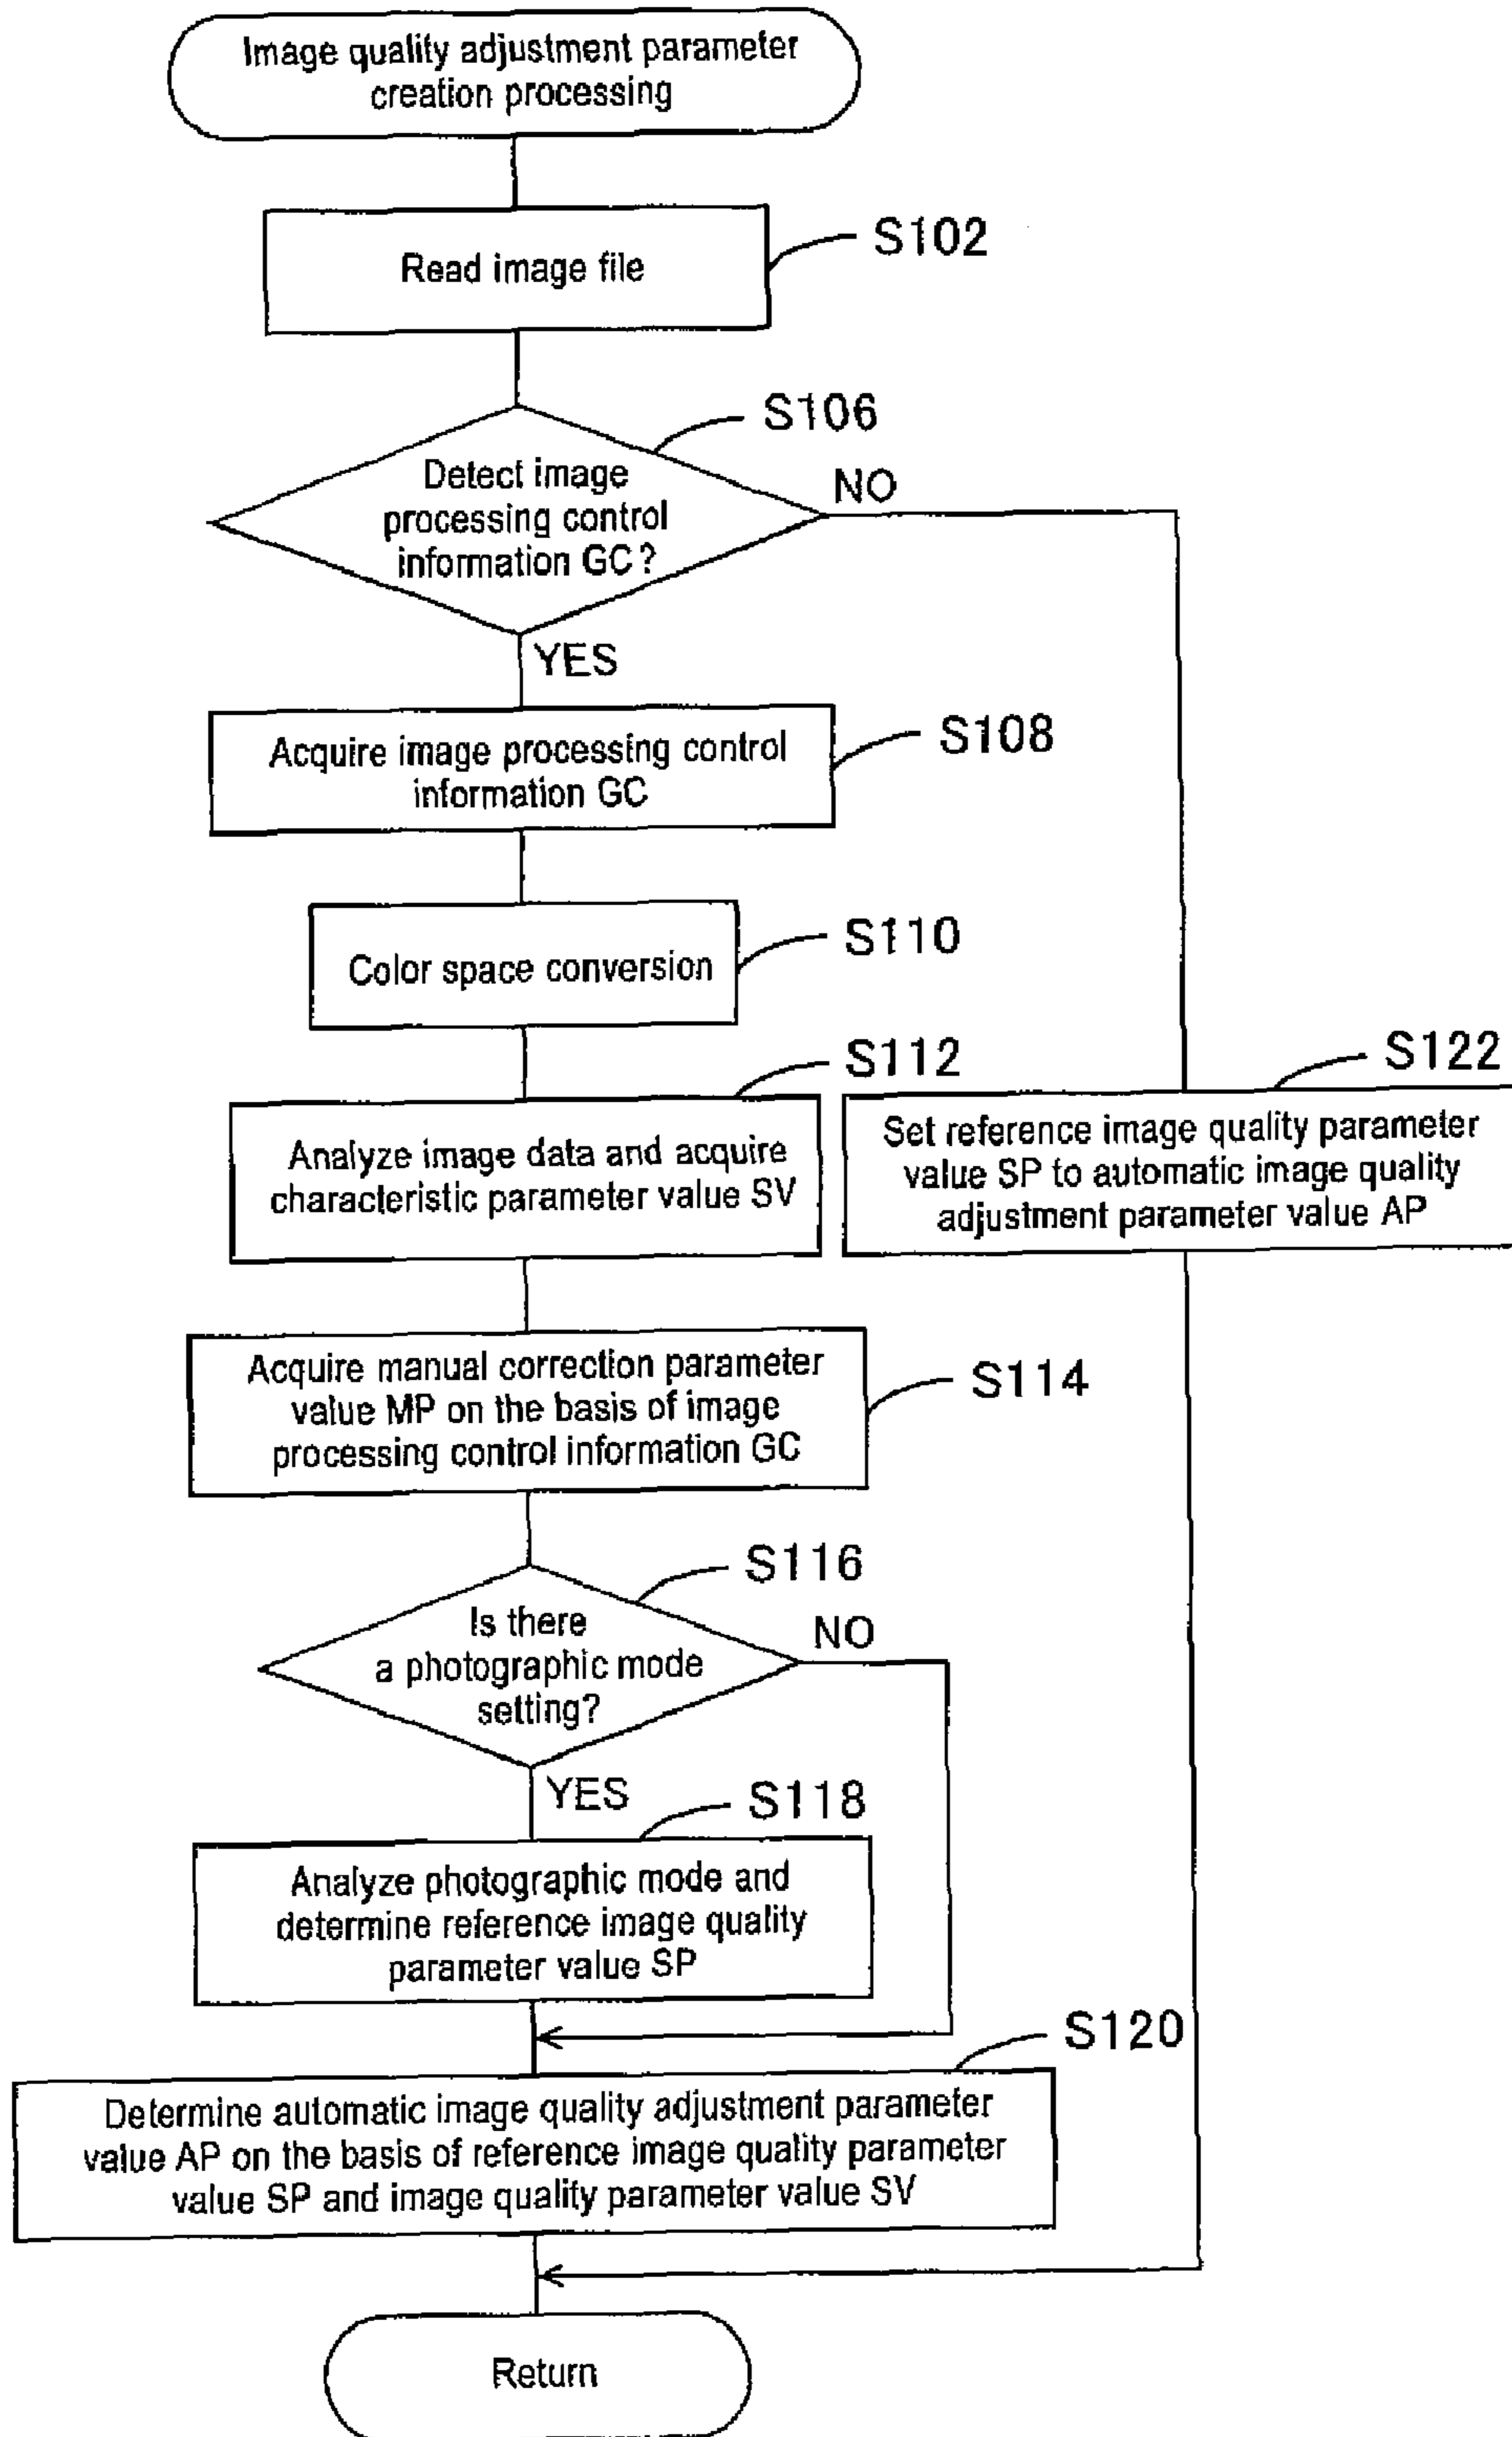 Image quality adjustment parameter
creation processing
Read image file
S102
S106
Detect image
processing control
information GC?
NO
YES
Acquire image processing control
information GC
S108
Color space conversion
S110
S112
Analyze image data and acquire
characteristic parameter value SV
S122
Set reference image quality parameter
value SP to automatic image quality
adjustment parameter value AP
Acquire manual correction parameter
value MP on the basis of image
processing control information GC
S114
S116
Is there
a photographic mode
setting?
NO
YES
S118
Analyze photographic mode and
determine reference image quality
parameter value SP
S120
Determine automatic image quality adjustment parameter
value AP on the basis of reference image quality parameter
value SP and image quality parameter value SV
Return